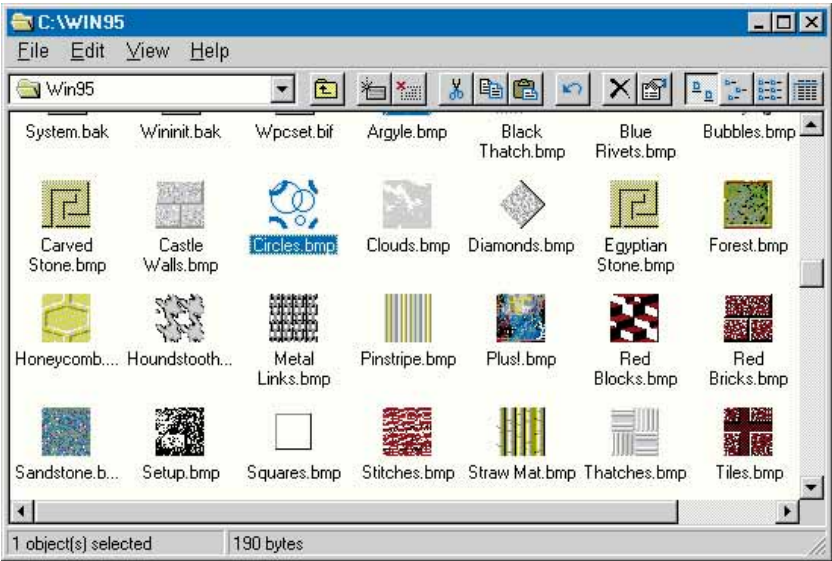 C:\WIN95
File Edit View Help
Win95
System.bak Wininit.bak Wpcset.bif Argyle.bmp Black Blue Bubbles.bmp
Thatch.bmp Rivets.bmp
Carved Castle Circles.bmp Clouds.bmp Diamonds.bmp Egyptian Forest.bmp
Stone.bmp Walls.bmp Stone.bmp
Honeycomb.... Houndstooth... Metal Pinstripe.bmp Plus!.bmp Red Red
Links.bmp Blocks.bmp Bricks.bmp
Sandstone.b... Setup.bmp Squares.bmp Stitches.bmp Straw Mat.bmp Thatches.bmp Tiles.bmp
1 object(s) selected 190 bytes